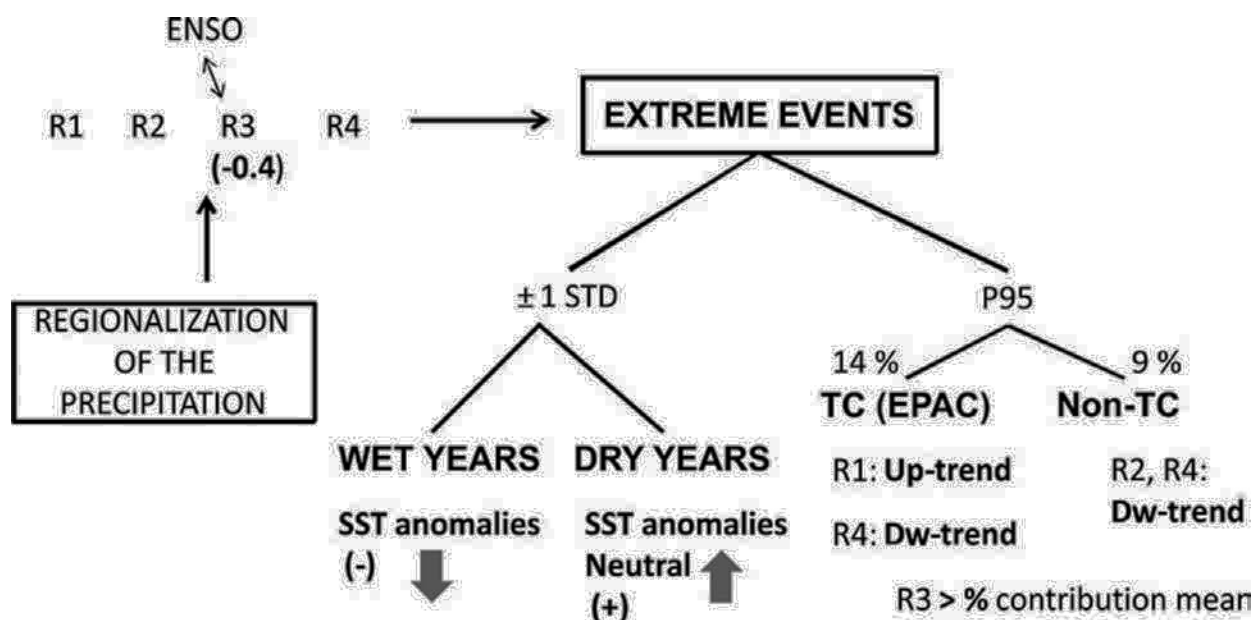 ENSO
R1 R2 R3 R4
(-0.4)
REGIONALIZATION
OF THE
PRECIPITATION
EXTREME EVENTS
± 1 STD
WET YEARS
SST anomalies
(-)
DRY YEARS
SST anomalies
Neutral
(+)
P95
14 %
TC (EPAC)
R1: Up-trend
R4: Dw-trend
9 %
Non-TC
R2, R4:
Dw-trend
R3 > % contribution mean